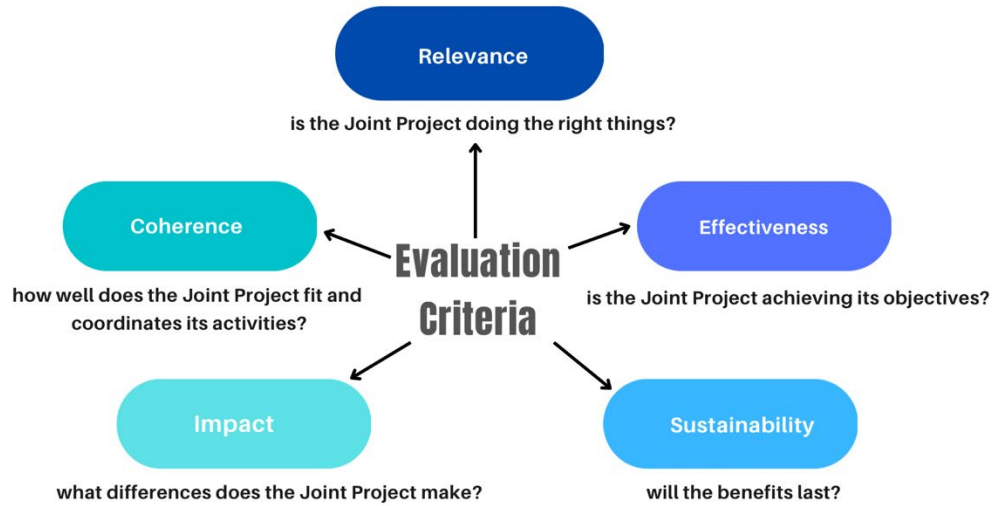 Relevance
is the Joint Project doing the right things?
Coherence
how well does the Joint Project fit and
coordinates its activities?
Evaluation
Criteria
Effectiveness
is the Joint Project achieving its objectives?
Impact
what differences does the Joint Project make?
Sustainability
will the benefits last?